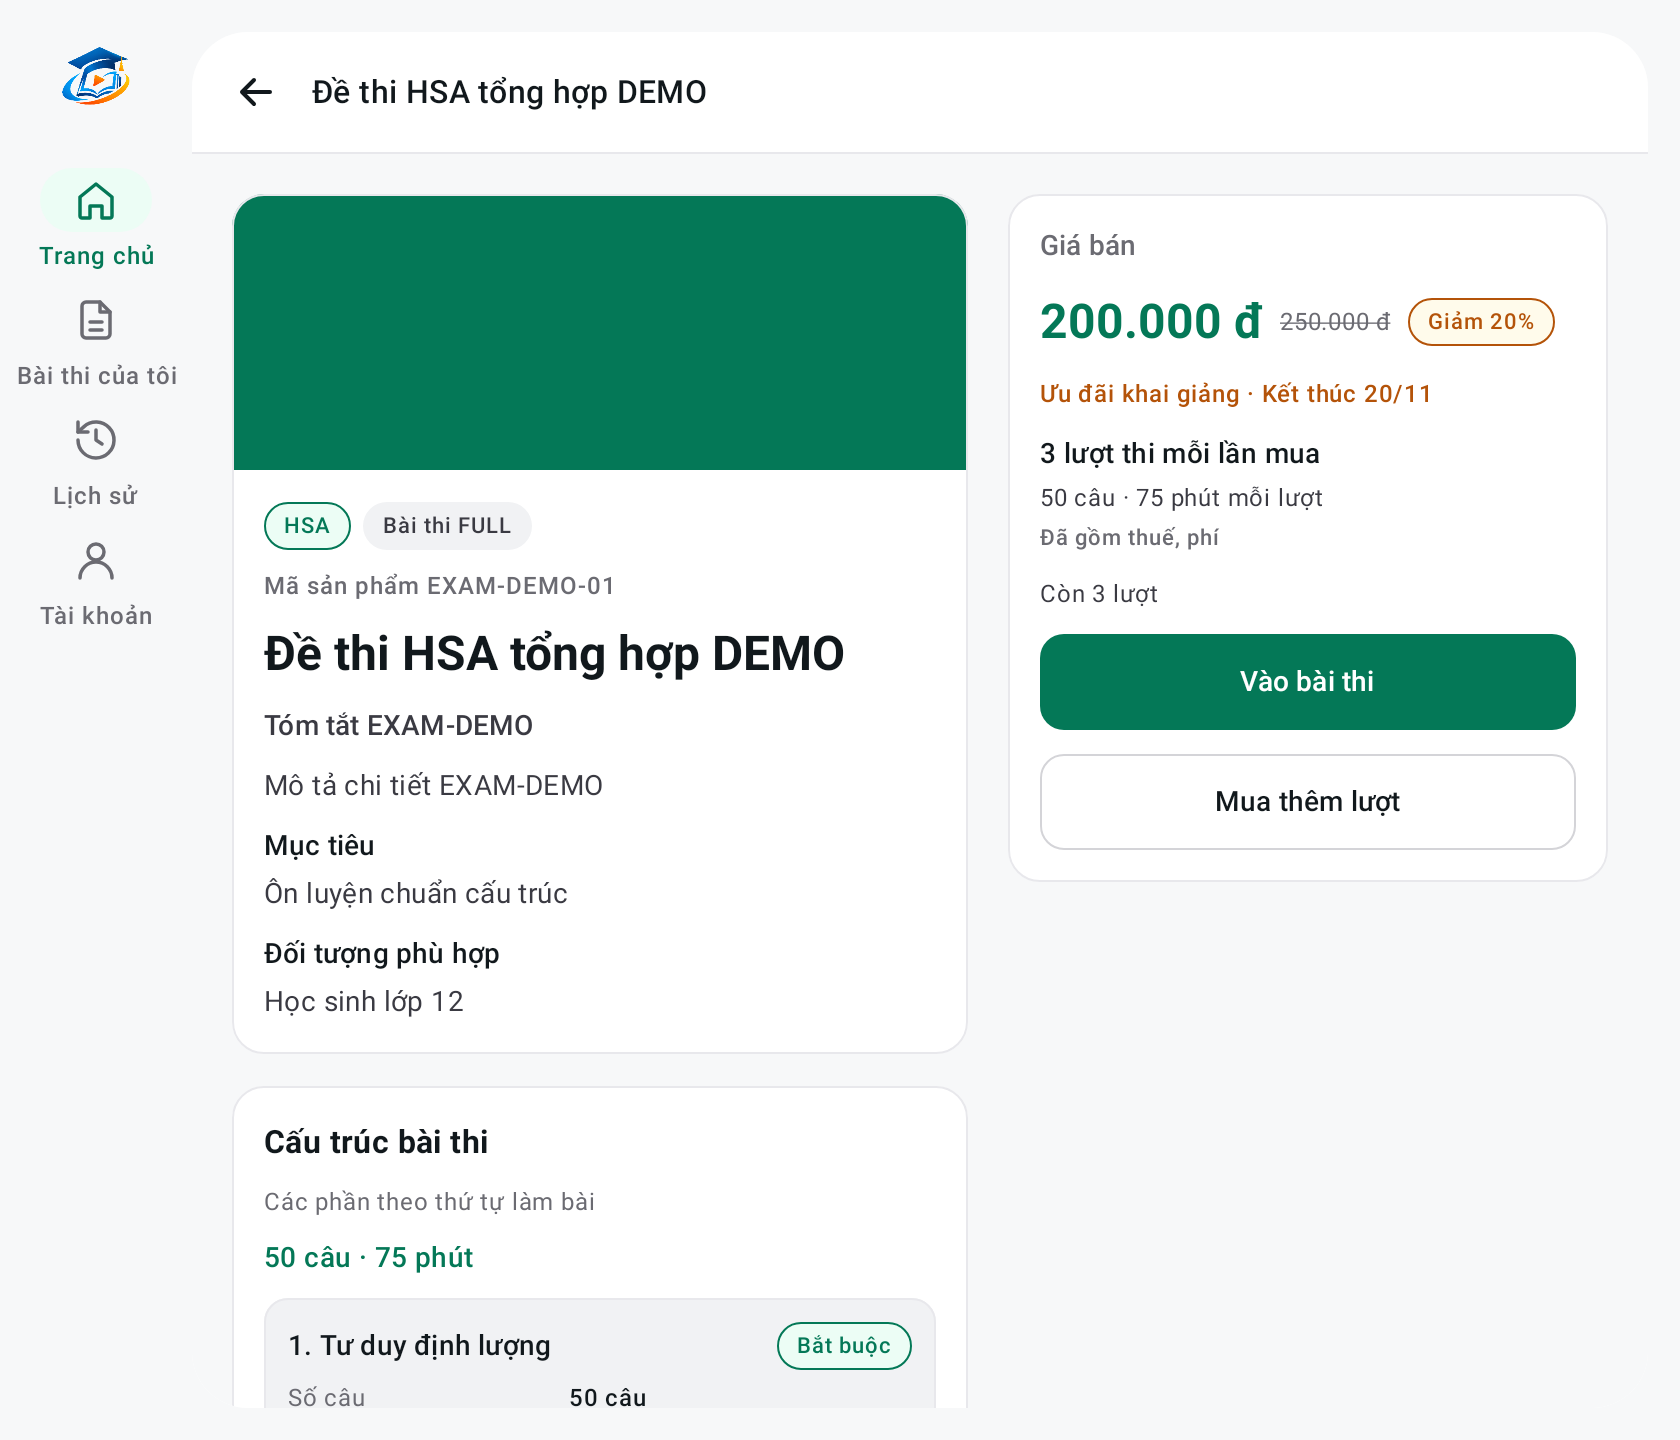 Đề thi HSA tổng hợp DEMO
Trang chủ
Bài thi của tôi
Lịch sử
Tài khoản
HSA
Bài thi FULL
Mã sản phẩm EXAM-DEMO-01
Đề thi HSA tổng hợp DEMO
Tóm tắt EXAM-DEMO
Mô tả chi tiết EXAM-DEMO
Mục tiêu
Ôn luyện chuẩn cấu trúc
Đối tượng phù hợp
Học sinh lớp 12
Cấu trúc bài thi
Các phần theo thứ tự làm bài
50 câu · 75 phút
1. Tư duy định lượng
Bắt buộc
Số câu
50 câu
Giá bán
200.000 đ
250.000 đ
Giảm 20%
Ưu đãi khai giảng · Kết thúc 20/11
3 lượt thi mỗi lần mua
50 câu · 75 phút mỗi lượt
Đã gồm thuế, phí
Còn 3 lượt
Vào bài thi
Mua thêm lượt